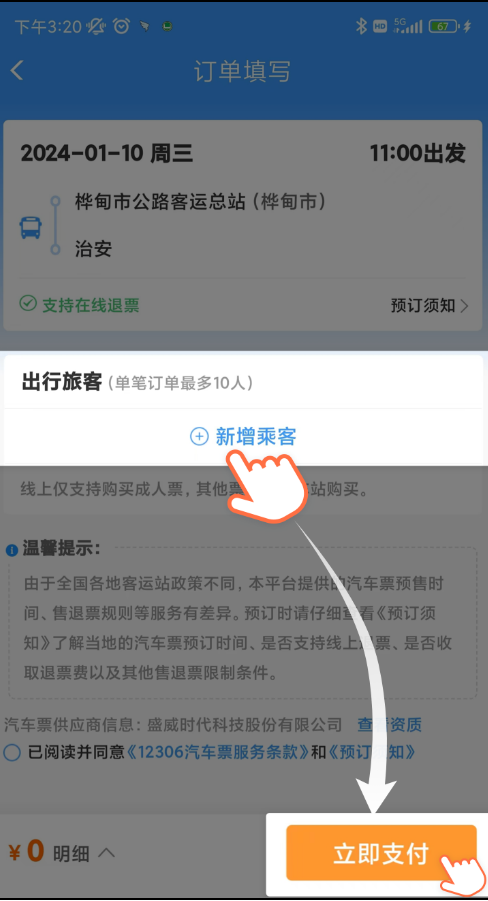 下午3:20 HD 5G 67
订单填写
2024-01-10 周三 11:00出发
桦甸市公路客运总站（桦甸市）
治安
支持在线退票 预订须知
出行旅客（单笔订单最多10人）
新增乘客
线上仅支持购买成人票，其他票 站购买。
温馨提示：
由于全国各地客运站政策不同，本平台提供的汽车票预售时
间、售退票规则等服务有差异。预订时请仔细查看《预订须
知》了解当地的汽车票预订时间、是否支持线上退票、是否收
取退票费以及其他售退票限制条件。
汽车票供应商信息：盛威时代科技股份有限公司 查看资质
已阅读并同意《12306汽车票服务条款》和《预订须知》
¥0 明细 立即支付